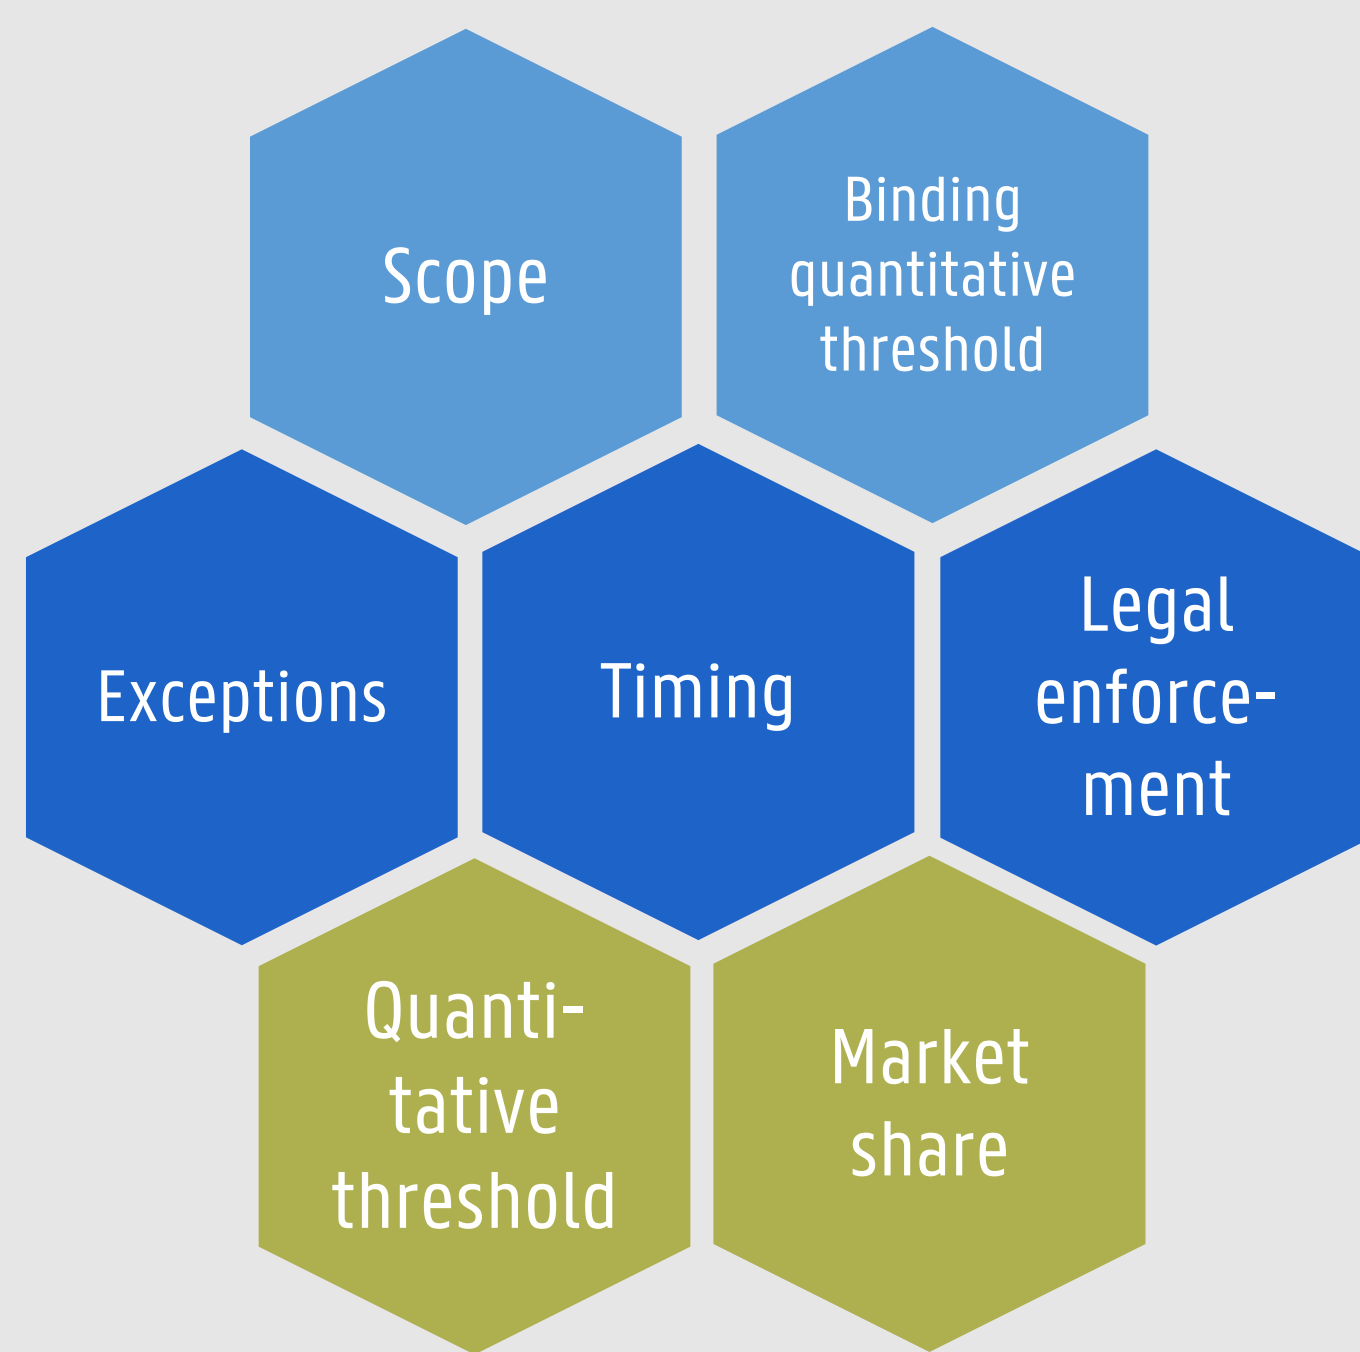 Scope
Binding
quantitative
threshold
Exceptions
Timing
Legal
enforce-
ment
Quanti-
tative
threshold
Market
share